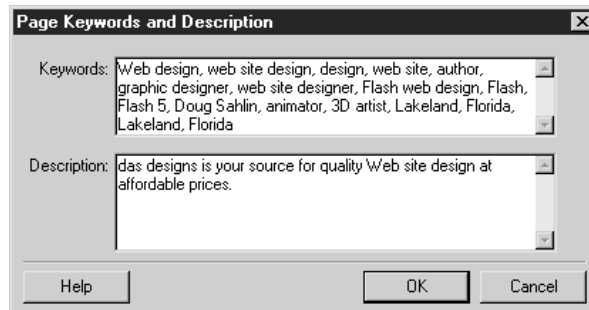 Page Keywords and Description
Keywords: Web design, web site design, design, web site, author,
graphic designer, web site designer, Flash web design, Flash,
Flash 5, Doug Sahlin, animator, 3D artist, Lakeland, Florida,
Lakeland, Florida
Description: das designs is your source for quality Web site design at
affordable prices.
Help OK Cancel